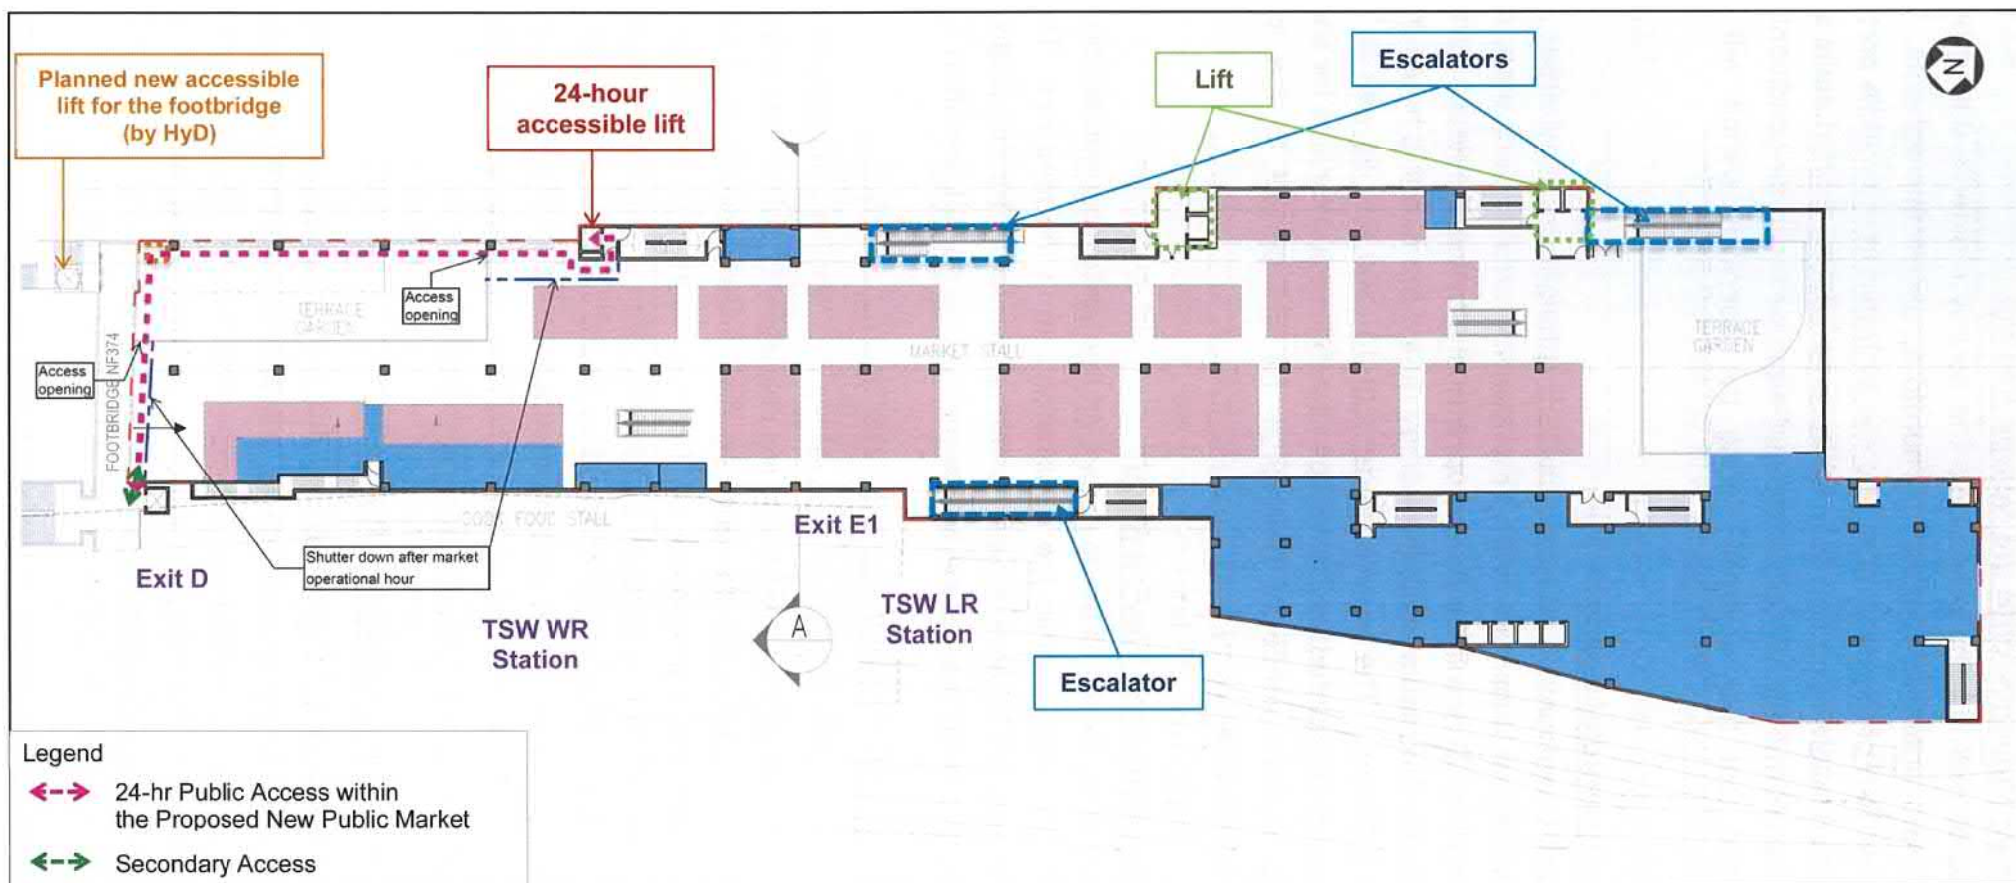 Planned new accessible
lift for the footbridge
(by HyD)
24-hour
accessible lift
Lift
Escalators
N
Access
opening
TERRACE
GARDEN
Access
opening
FOOTBRIDGE NF374
MARKET STALL
TERRACE
GARDEN
COOK FOOD STALL
Exit E1
Exit D
Shutter down after market
operational hour
TSW WR
Station
A
TSW LR
Station
Escalator
Legend
24-hr Public Access within
the Proposed New Public Market
Secondary Access